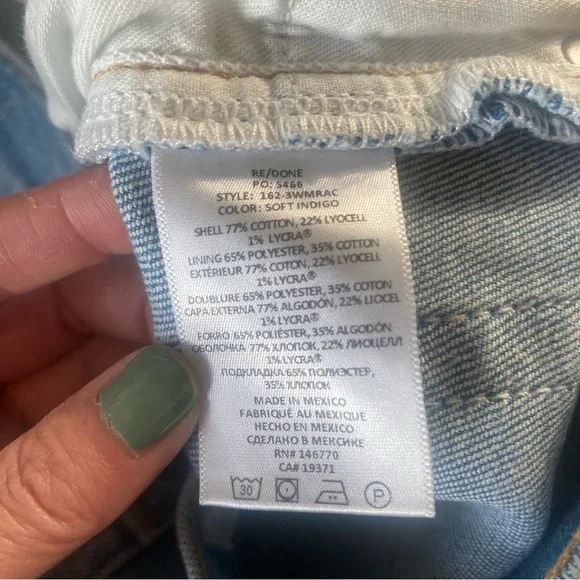 RE/DONE
PO: 5466
STYLE: 162-3WMRAC
COLOR: SOFT INDIGO
SHELL 77% COTTON, 22% LYOCELL
1% LYCRA®
LINING 65% POLYESTER, 35% COTTON
EXTÉRIEUR 77% COTON, 22% LYOCELL
1% LYCRA®
DOUBLURE 65% POLYESTER, 35% COTON
CAPA EXTERNA 77% ALGODÓN, 22% LIOCEL
1% LYCRA®
FORRO 65% POLIÉSTER, 35% ALGODÓN
ОБОЛОЧКА 77% ХЛОПОК, 22% ЛИОЦЕЛЛ
1% LYCRA®
ПОДКЛАДКА 65% ПОЛИЭСТЕР,
35% ХЛОПОК
MADE IN MEXICO
FABRIQUÉ AU MEXIQUE
HECHO EN MEXICO
СДЕЛАНО В МЕКСИКЕ
RN# 146770
CA# 19371
30 P